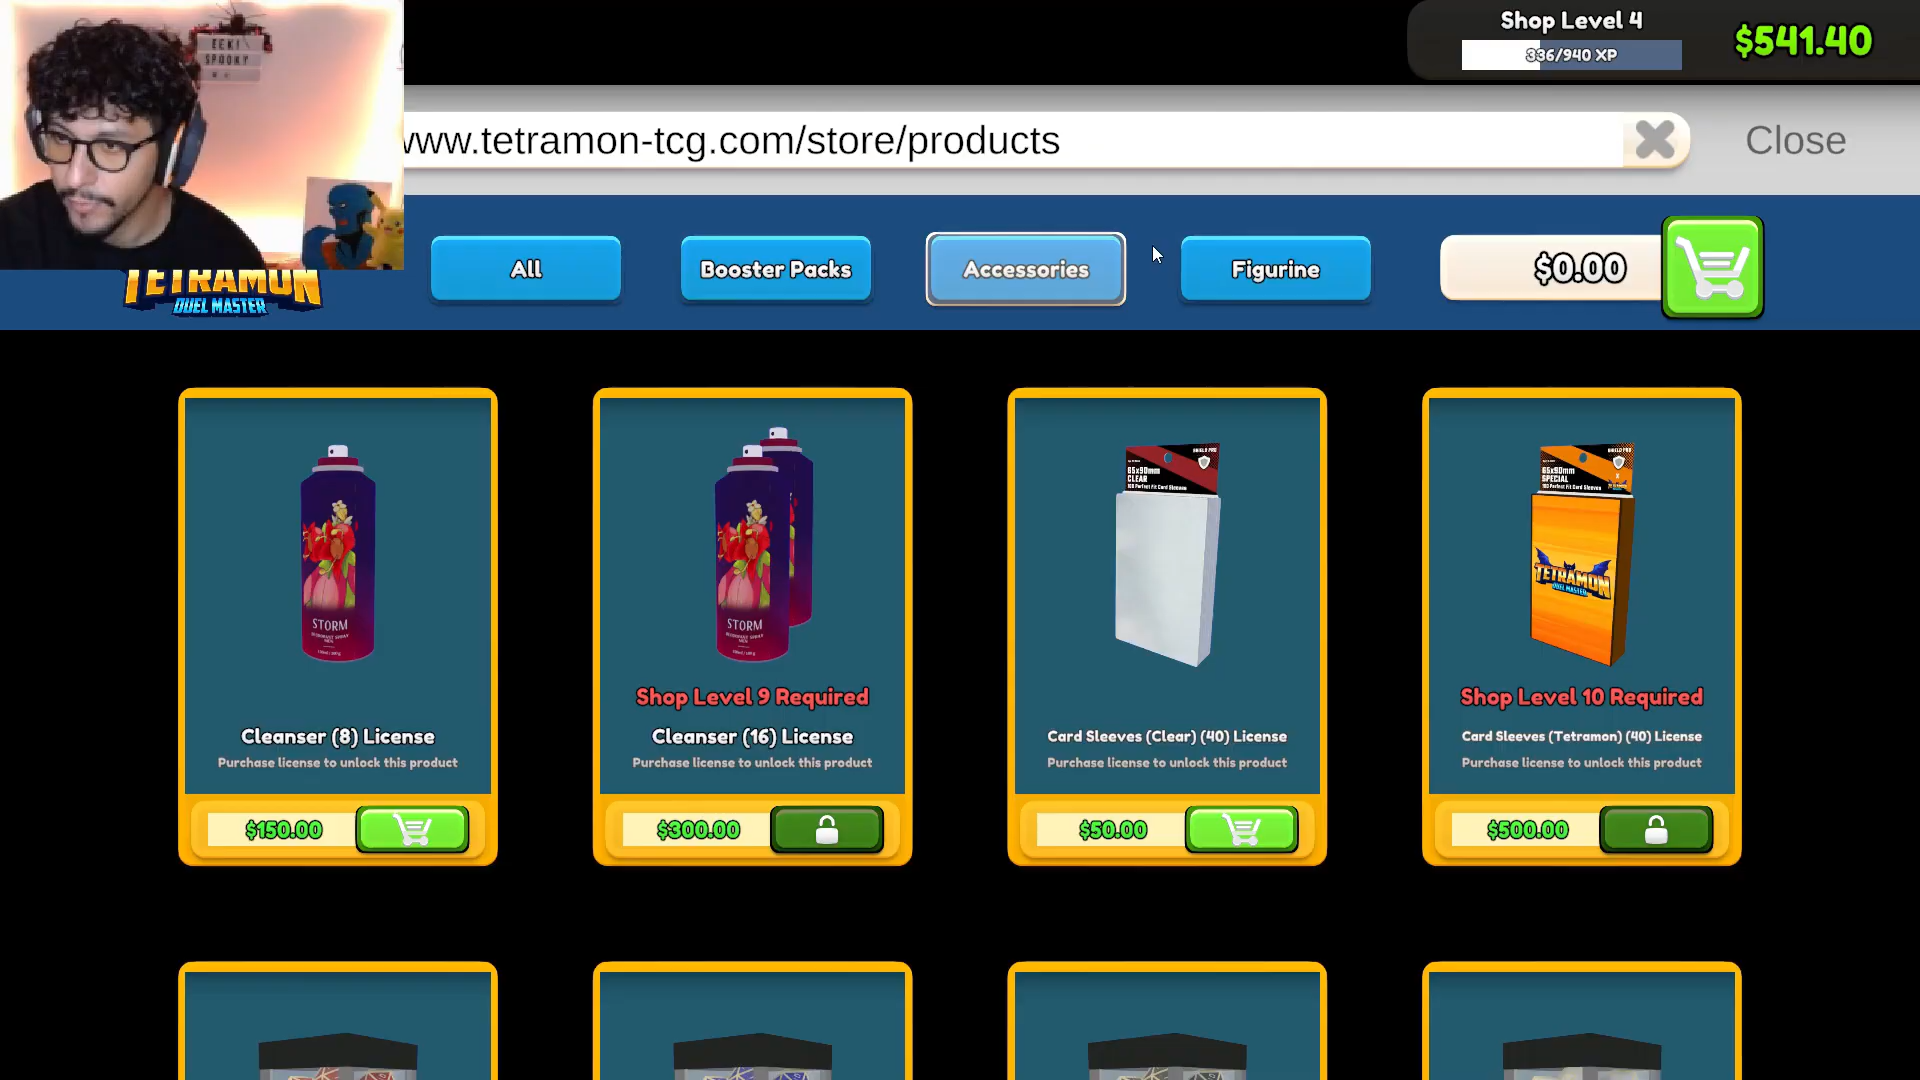 EEKI
SPOOKY
Shop Level 4
336/940 XP
$541.40
www.tetramon-tcg.com/store/products
Close
TETRAMON
DUEL MASTER
All
Booster Packs
Accessories
Figurine
$0.00
STORM
STORM
65x90mm
CLEAR
100 Perfect Fit Card Sleeves
SHIELD PRO
65x90mm
SPECIAL
100 Perfect Fit Card Sleeves
SHIELD PRO
TETRAMON
DUEL MASTER
Cleanser (8) License
Purchase license to unlock this product
$150.00
Shop Level 9 Required
Cleanser (16) License
Purchase license to unlock this product
$300.00
Card Sleeves (Clear) (40) License
Purchase license to unlock this product
$50.00
Shop Level 10 Required
Card Sleeves (Tetramon) (40) License
Purchase license to unlock this product
$500.00